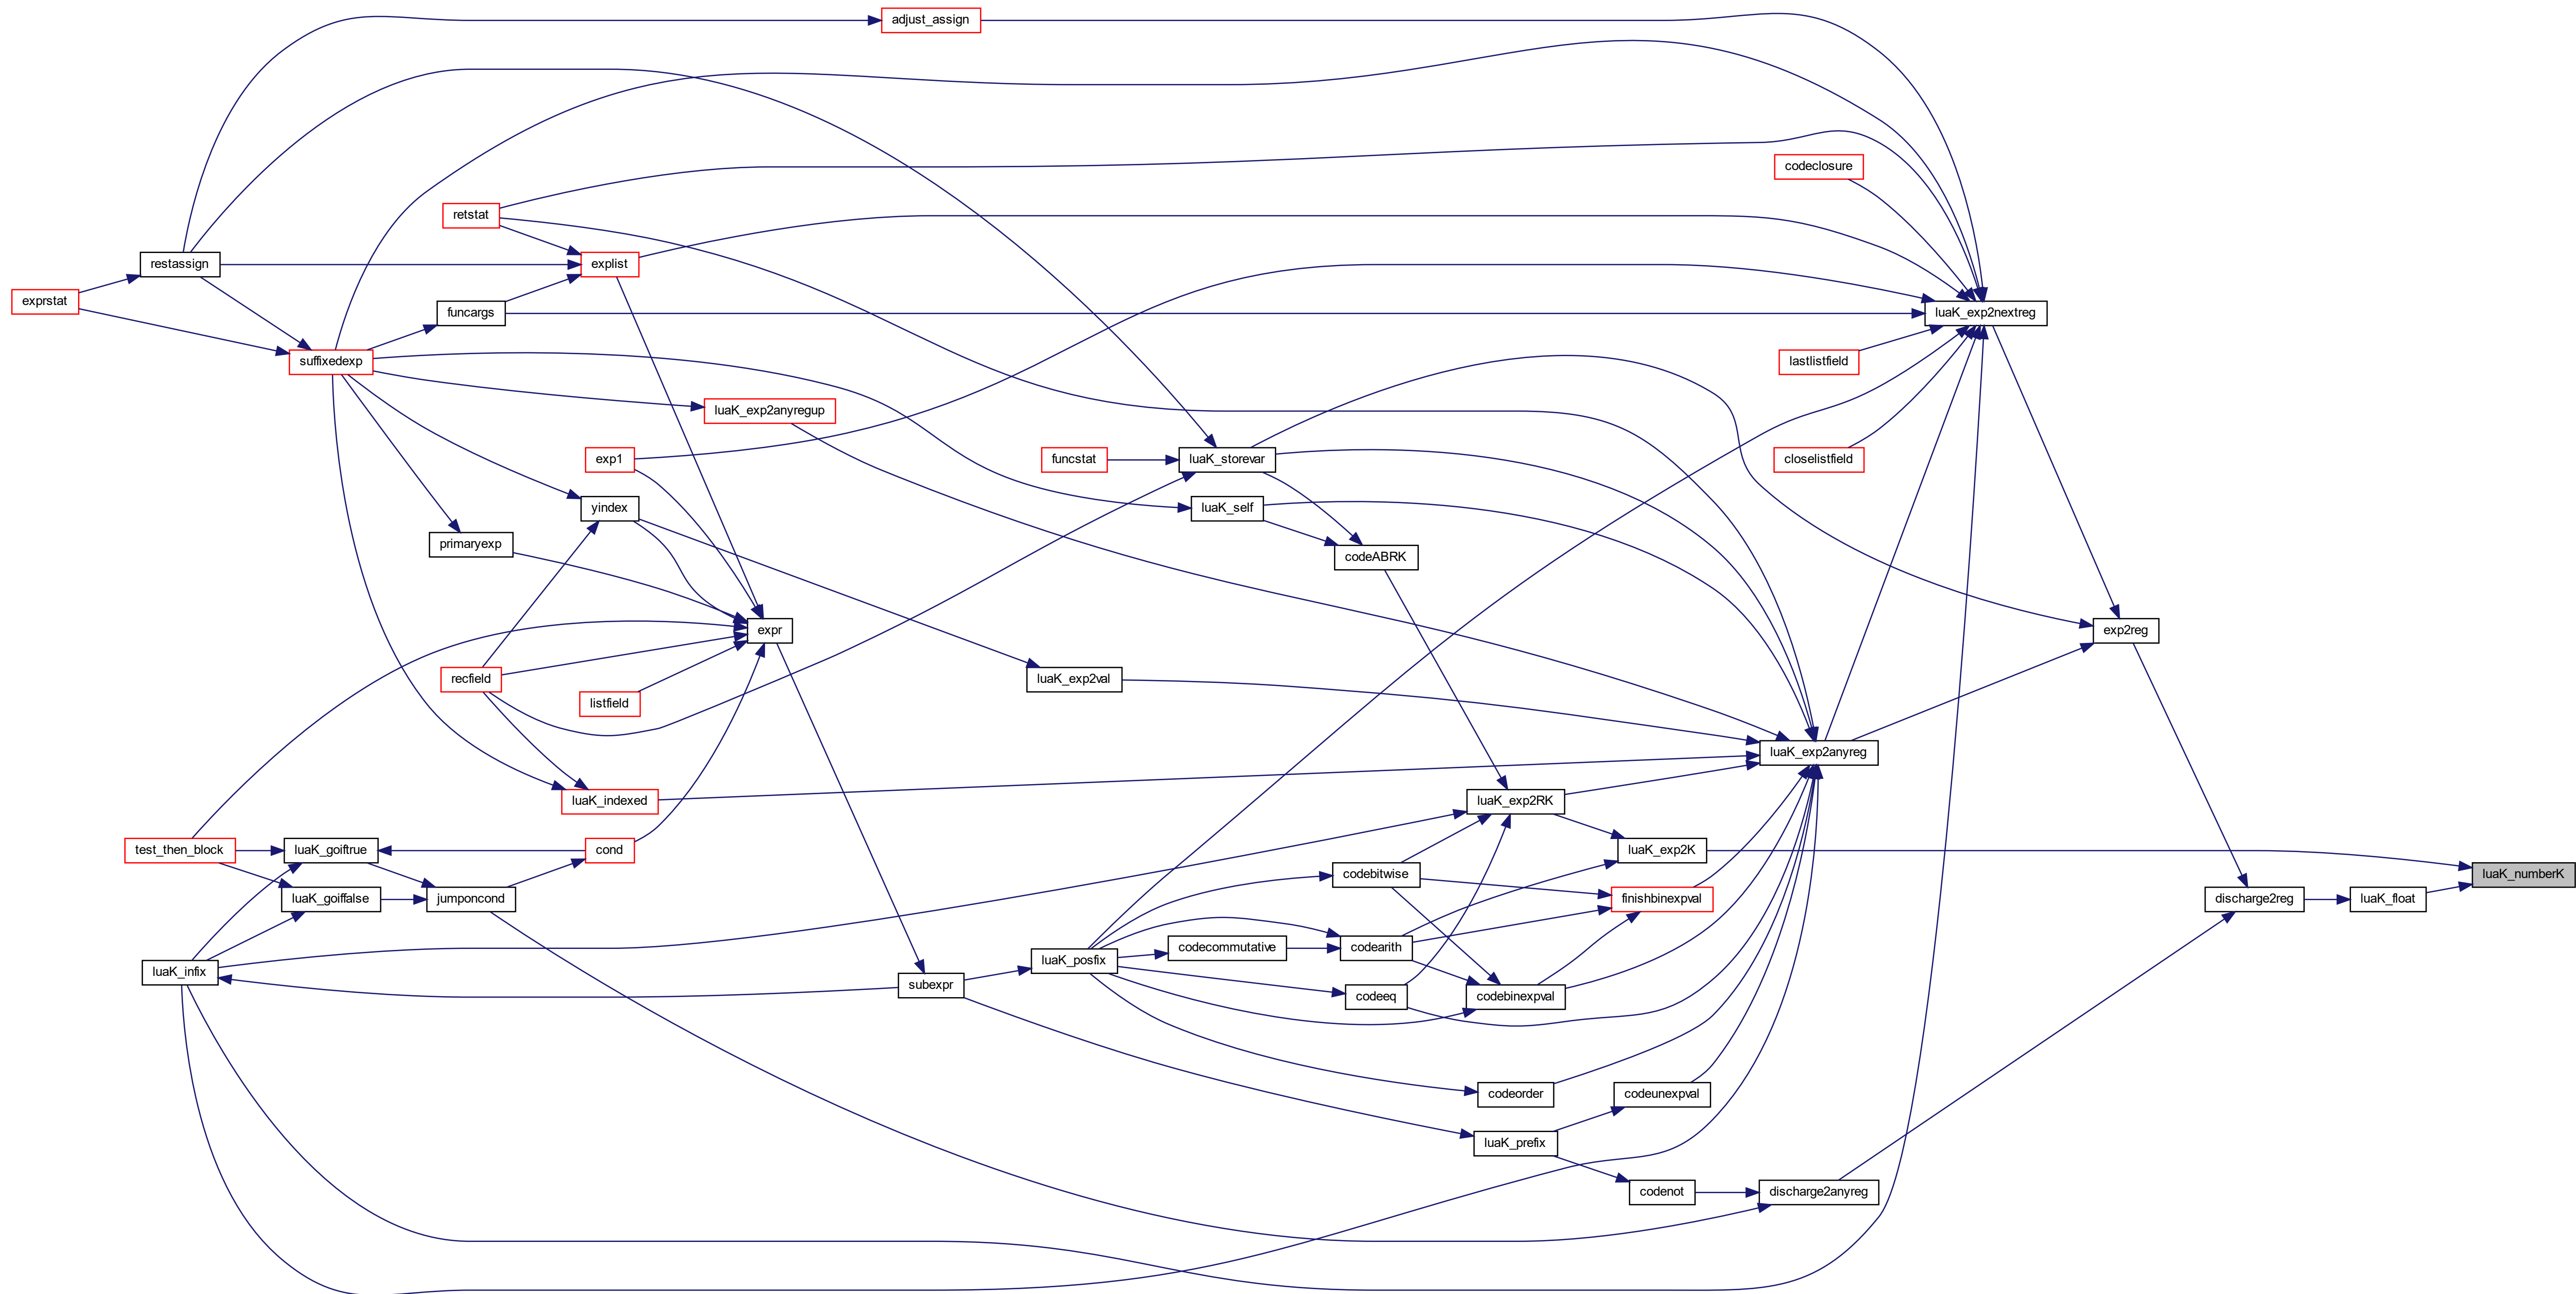 adjust_assign
codeclosure
retstat
restassign
explist
exprstat
funcargs
luaK_exp2nextreg
suffixedexp
lastlistfield
luaK_exp2anyregup
exp1
funcstat
luaK_storevar
closelistfield
yindex
luaK_self
primaryexp
codeABRK
expr
exp2reg
recfield
luaK_exp2val
listfield
luaK_exp2anyreg
luaK_indexed
luaK_exp2RK
test_then_block
luaK_goiftrue
cond
luaK_exp2K
luaK_numberK
codebitwise
luaK_goiffalse
jumponcond
finishbinexpval
discharge2reg
luaK_float
codecommutative
codearith
luaK_posfix
luaK_infix
subexpr
codeeq
codebinexpval
codeorder
codeunexpval
luaK_prefix
codenot
discharge2anyreg